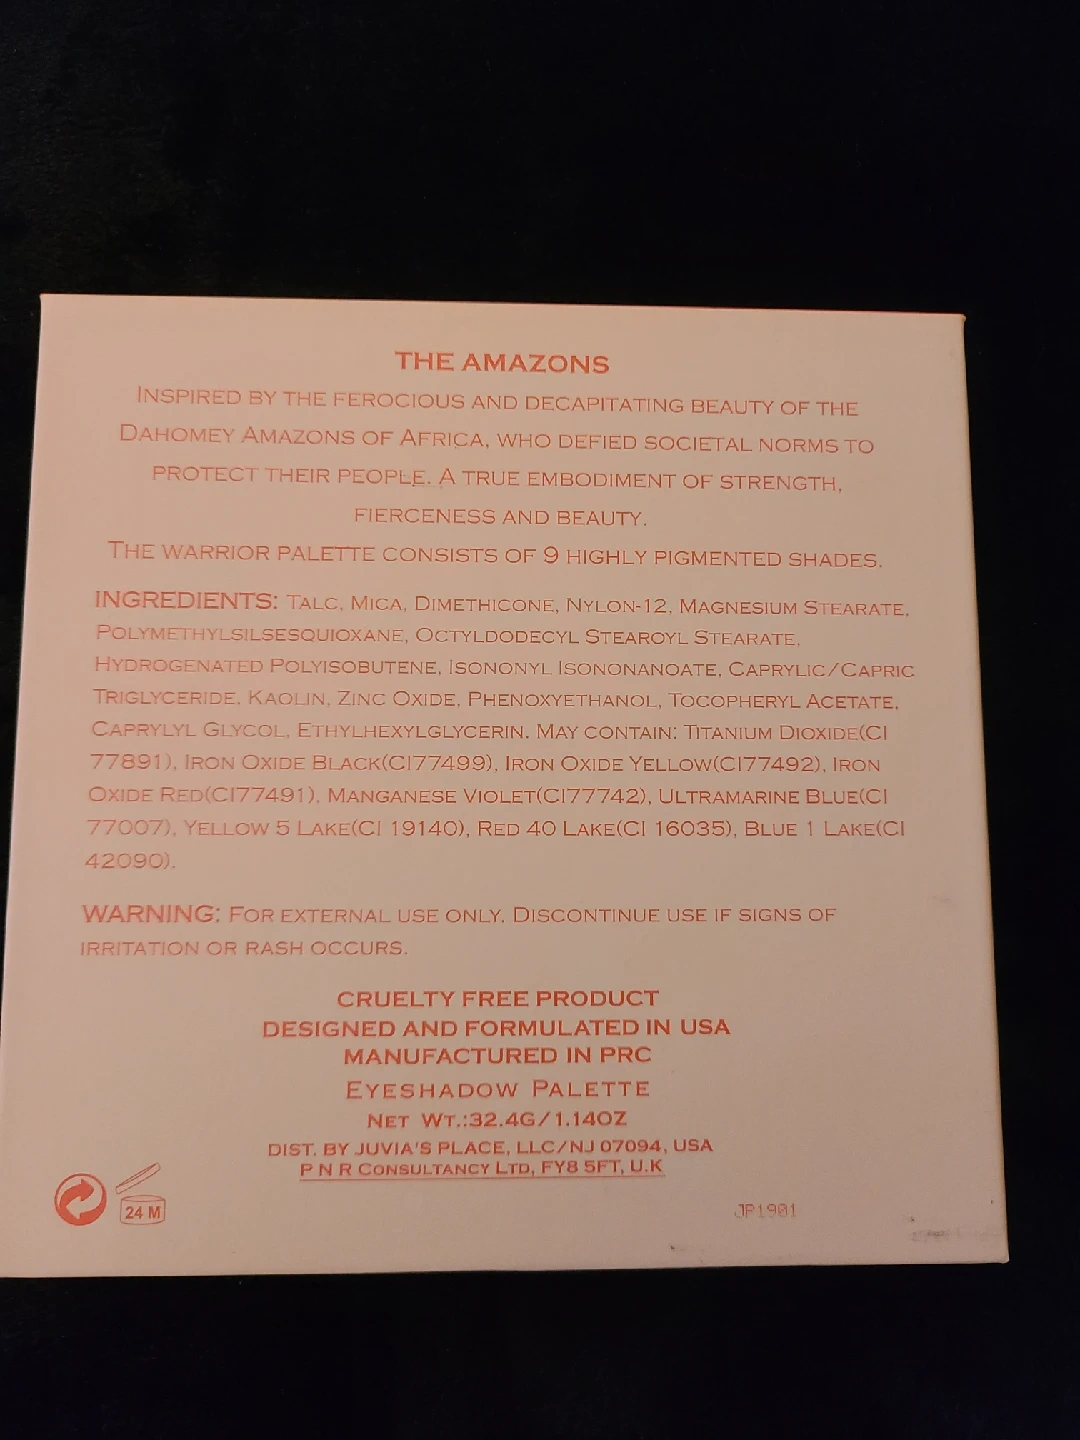 THE AMAZONS
INSPIRED BY THE FEROCIOUS AND DECAPITATING BEAUTY OF THE
DAHOMEY AMAZONS OF AFRICA, WHO DEFIED SOCIETAL NORMS TO
PROTECT THEIR PEOPLE. A TRUE EMBODIMENT OF STRENGTH,
FIERCENESS AND BEAUTY.
THE WARRIOR PALETTE CONSISTS OF 9 HIGHLY PIGMENTED SHADES.
INGREDIENTS: TALC, MICA, DIMETHICONE, NYLON-12, MAGNESIUM STEARATE,
POLYMETHYLSILSESQUIOXANE, OCTYLDODECYL STEAROYL STEARATE,
HYDROGENATED POLYISOBUTENE, ISONONYL ISONONANOATE, CAPRYLIC/CAPRIC
TRIGLYCERIDE, KAOLIN, ZINC OXIDE, PHENOXYETHANOL, TOCOPHERYL ACETATE,
CAPRYLYL GLYCOL, ETHYLHEXYLGLYCERIN. MAY CONTAIN: TITANIUM DIOXIDE(CI
77891), IRON OXIDE BLACK(CI77499), IRON OXIDE YELLOW(CI77492), IRON
OXIDE RED(CI77491), MANGANESE VIOLET(CI77742), ULTRAMARINE BLUE(CI
77007), YELLOW 5 LAKE(CI 19140), RED 40 LAKE(CI 16035), BLUE 1 LAKE(CI
42090).
WARNING: FOR EXTERNAL USE ONLY. DISCONTINUE USE IF SIGNS OF
IRRITATION OR RASH OCCURS.
CRUELTY FREE PRODUCT
DESIGNED AND FORMULATED IN USA
MANUFACTURED IN PRC
EYESHADOW PALETTE
NET WT.:32.4G/1.14OZ
DIST. BY JUVIA'S PLACE, LLC/NJ 07094, USA
P N R CONSULTANCY LTD, FY8 5FT, U.K
24 M
JP1901